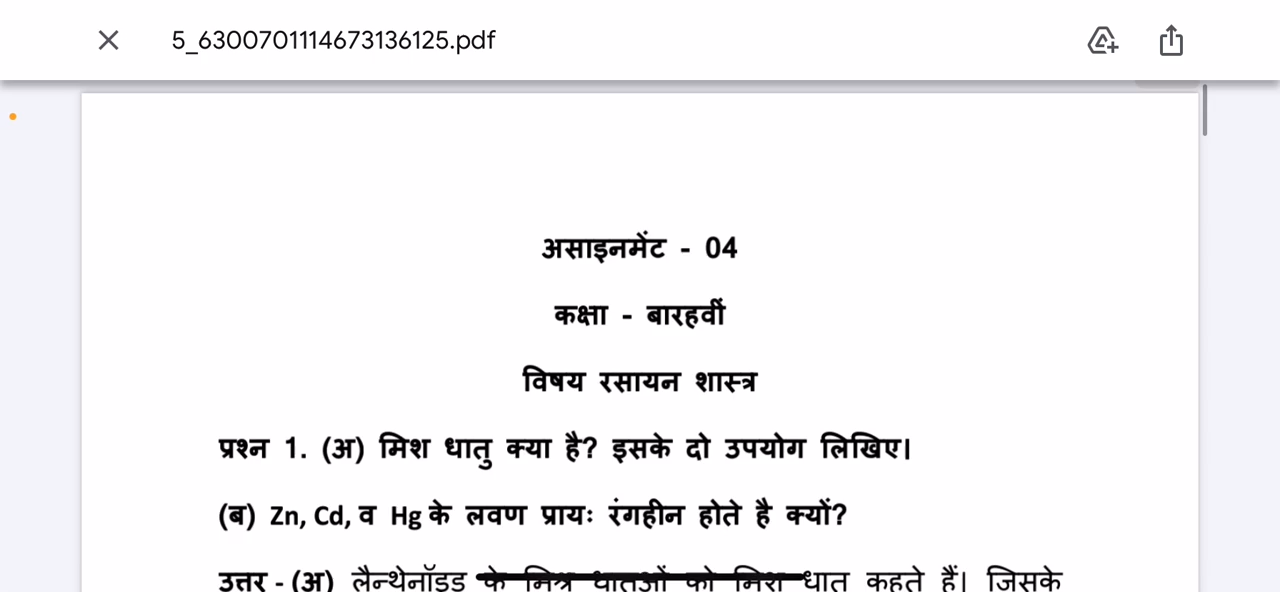 5_6300701114673136125.pdf
असाइनमेंट - 04
कक्षा - बारहवीं
विषय रसायन शास्त्र
प्रश्न 1. (अ) मिश धातु क्या है? इसके दो उपयोग लिखिए।
(ब) Zn, Cd, व Hg के लवण प्रायः रंगहीन होते है क्यों?
उत्तर - (अ) लैन्थेनॉइड के मिश्र धातुओं को मिश धातु कहते हैं। जिसके